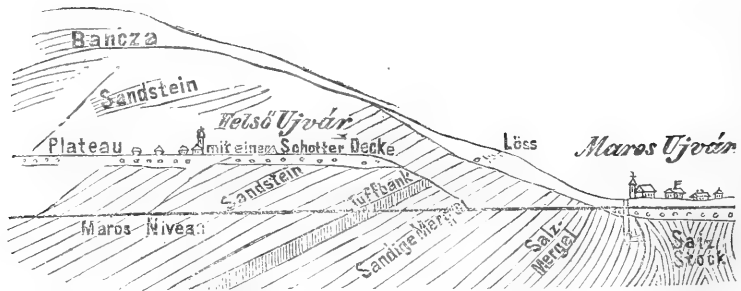 Bancza
Sandstein
Felső Ujvár
Plateau mit einem Schotter Decke
Löss
Maros Ujvár
Sandstein
Tuffbank
Maros Niveau
Sandige Mergel
Salz-
Mergel
Salz
Stock